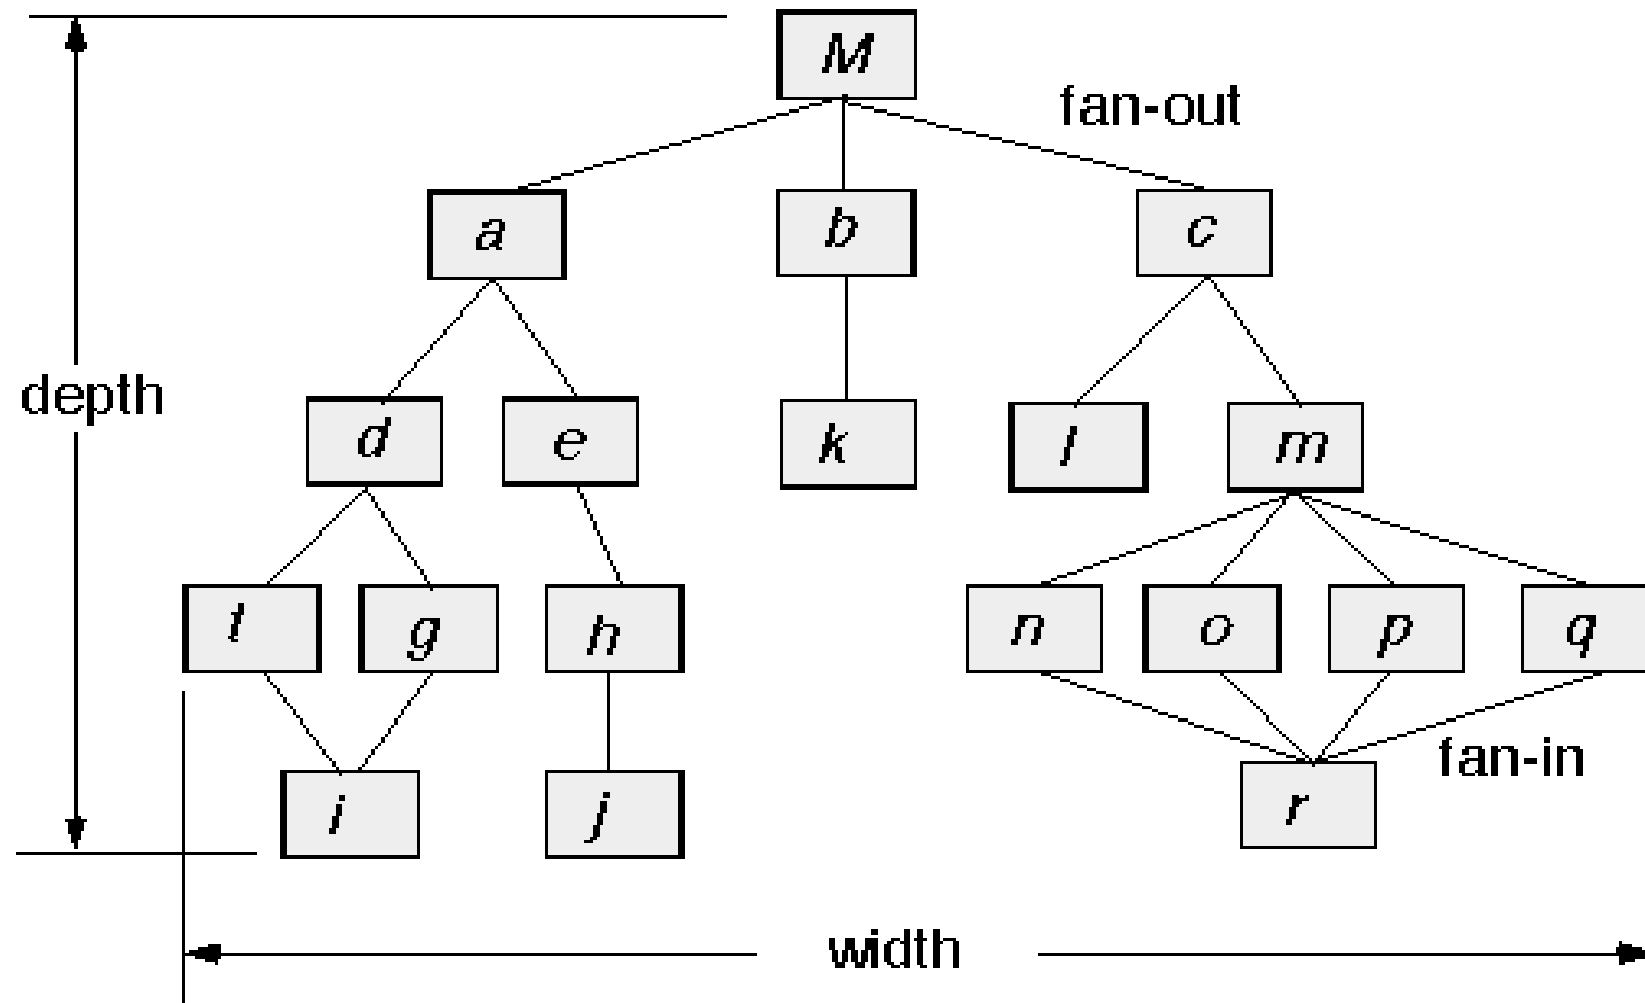 M
fan-out
a b c
depth
d e k l m
t g h n o p q
fan-in
i j r
width